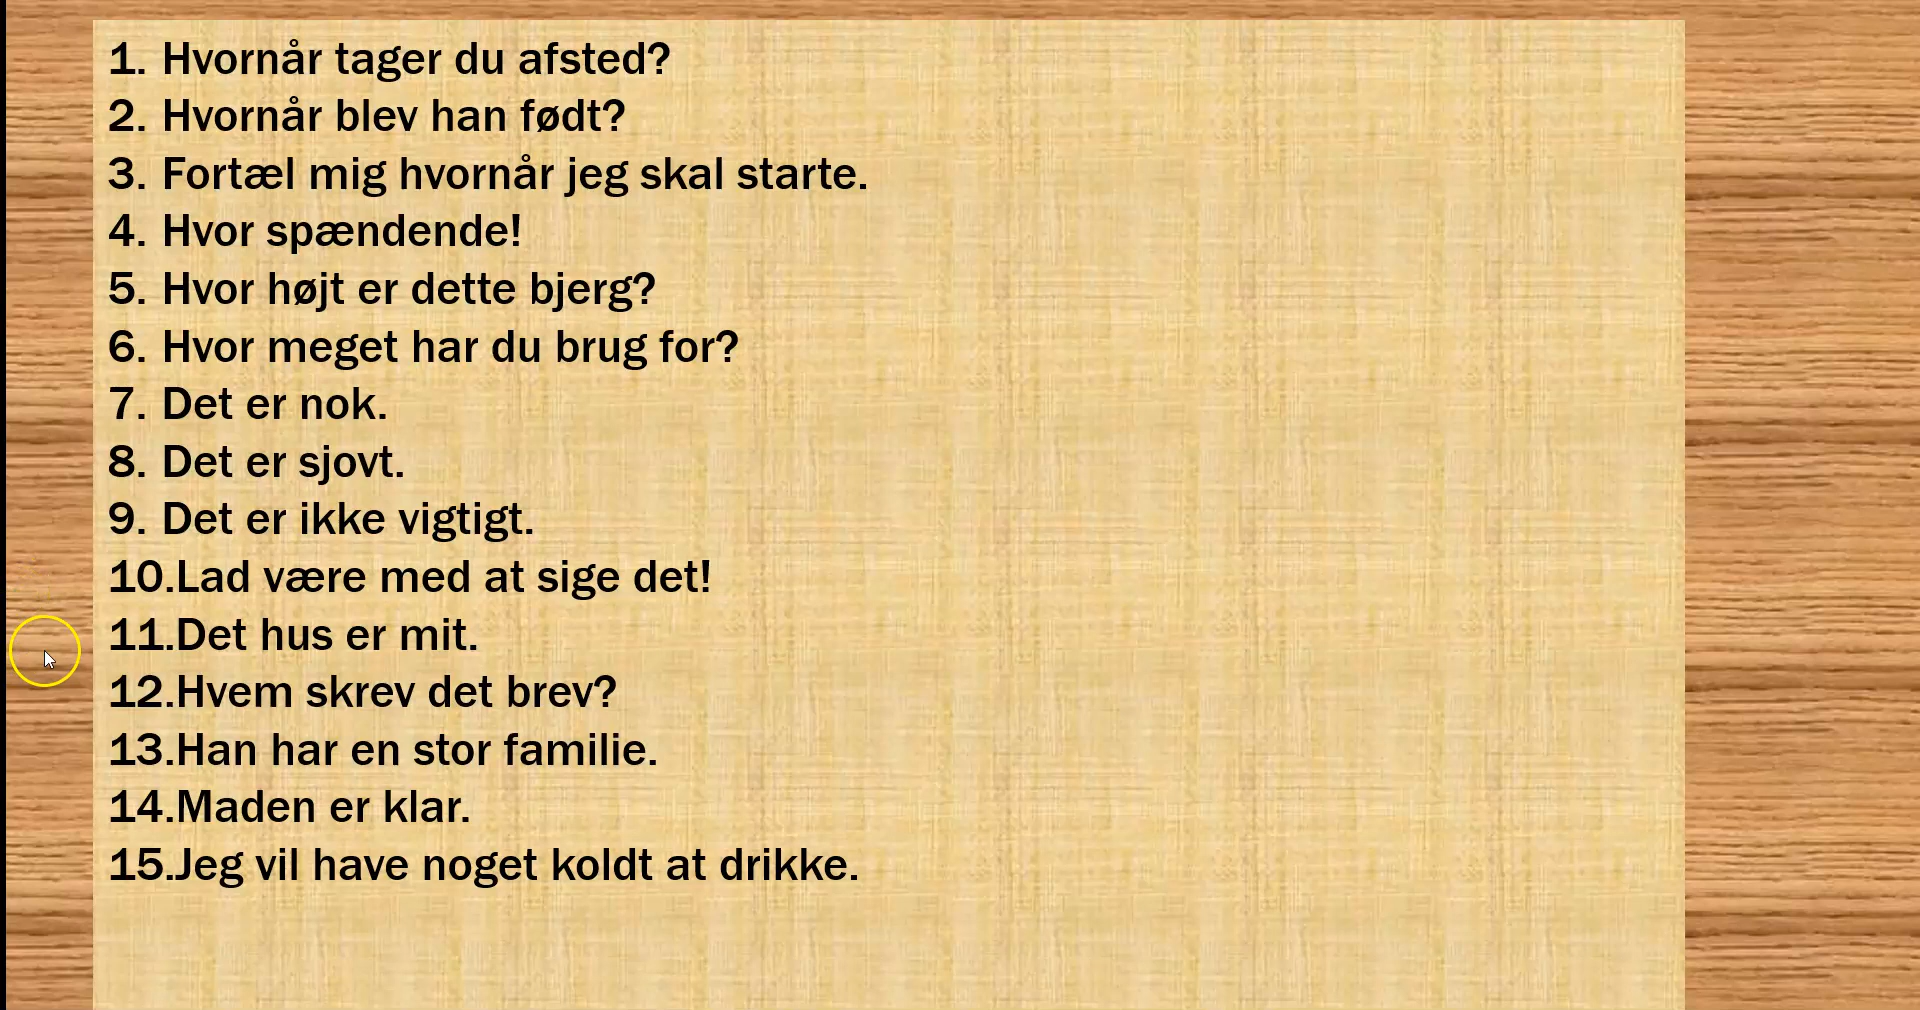 1. Hvornår tager du afsted?
2. Hvornår blev han født?
3. Fortæl mig hvornår jeg skal starte.
4. Hvor spændende!
5. Hvor højt er dette bjerg?
6. Hvor meget har du brug for?
7. Det er nok.
8. Det er sjovt.
9. Det er ikke vigtigt.
10.Lad være med at sige det!
11.Det hus er mit.
12.Hvem skrev det brev?
13.Han har en stor familie.
14.Maden er klar.
15.Jeg vil have noget koldt at drikke.